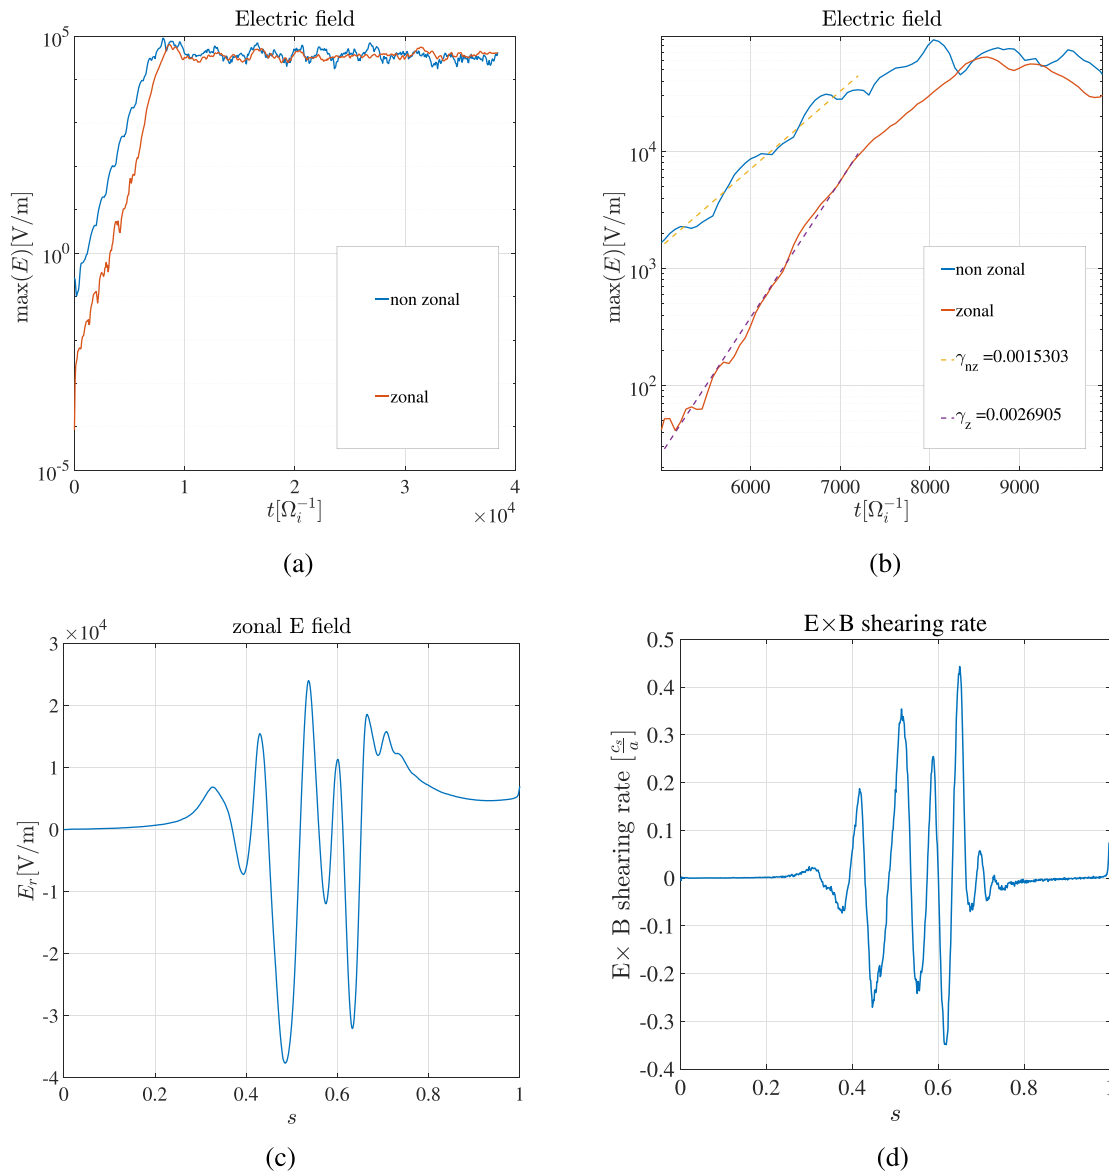 Electric field
max(E)[V/m]
10^5
10^0
10^-5
non zonal
zonal
0 1 2 3 4
t[Ω_i^{-1}]
×10^4
(a)
Electric field
max(E)[V/m]
10^4
10^3
10^2
non zonal
zonal
γ_nz =0.0015303
γ_z =0.0026905
6000 7000 8000 9000
t[Ω_i^{-1}]
(b)
zonal E field
×10^4
E_r[V/m]
3
2
1
0
-1
-2
-3
-4
0 0.2 0.4 0.6 0.8 1
s
(c)
E×B shearing rate
E× B shearing rate [c_s/a]
0.5
0.4
0.3
0.2
0.1
0
-0.1
-0.2
-0.3
-0.4
0 0.2 0.4 0.6 0.8 1
s
(d)